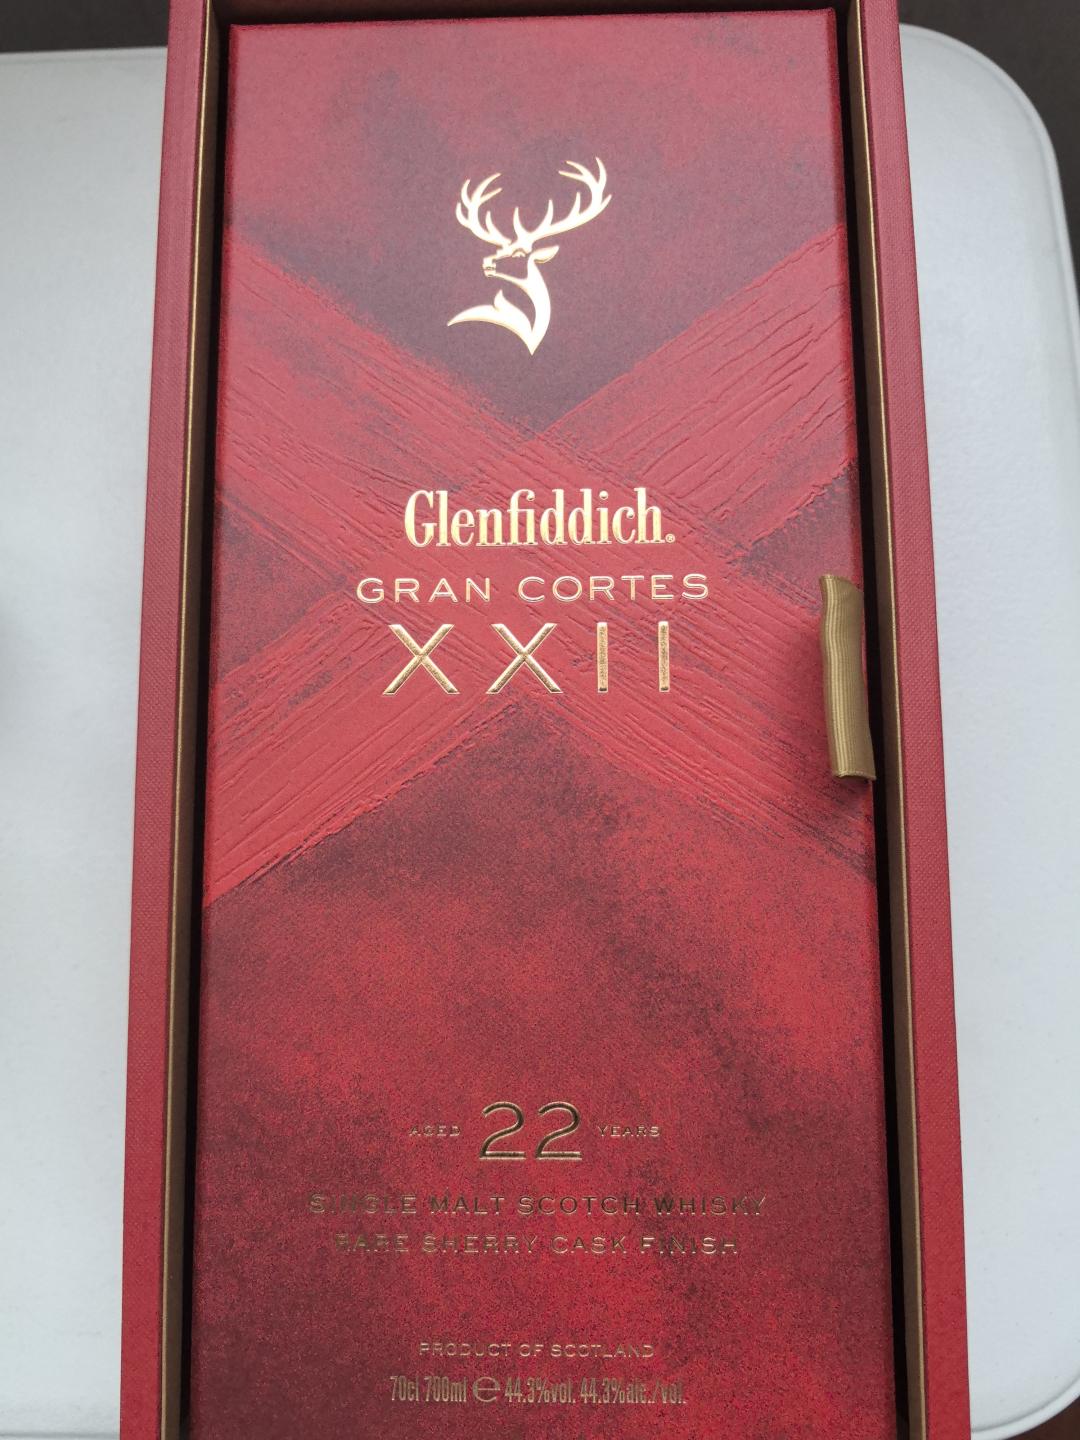 Glenfiddich®
GRAN CORTES
XXII
AGED 22 YEARS
SINGLE MALT SCOTCH WHISKY
RARE SHERRY CASK FINISH
PRODUCT OF SCOTLAND
70cl 700ml ℮ 44.3%vol. 44.3%alc./vol.